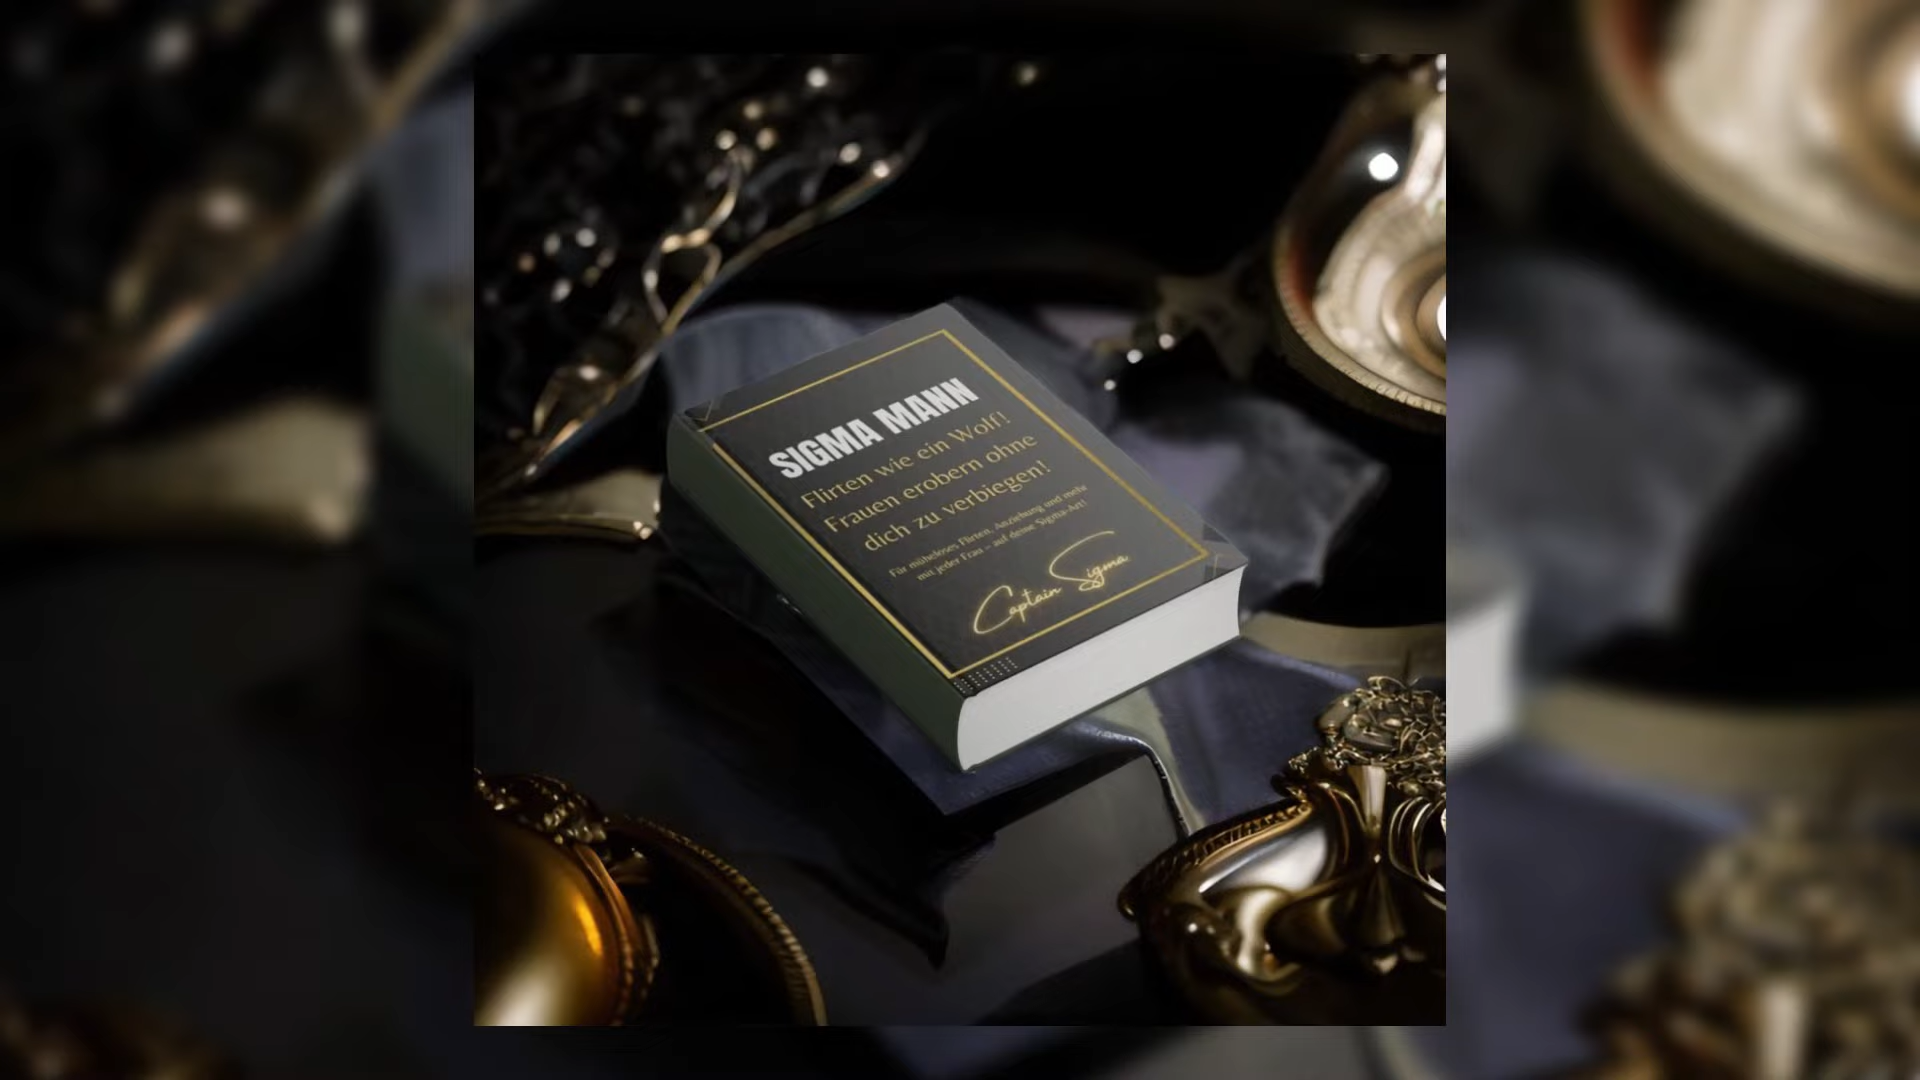 SIGMA MANN
Flirten wie ein Wolf!
Frauen erobern ohne
dich zu verbiegen!
Für müheloses Flirten, Anziehung und mehr
mit jeder Frau – auf deine Sigma-Art!
Captain Sigma